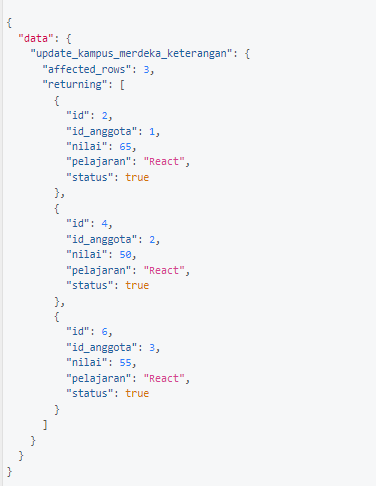 {
  "data": {
    "update_kampus_merdeka_keterangan": {
      "affected_rows": 3,
      "returning": [
        {
          "id": 2,
          "id_anggota": 1,
          "nilai": 65,
          "pelajaran": "React",
          "status": true
        },
        {
          "id": 4,
          "id_anggota": 2,
          "nilai": 50,
          "pelajaran": "React",
          "status": true
        },
        {
          "id": 6,
          "id_anggota": 3,
          "nilai": 55,
          "pelajaran": "React",
          "status": true
        }
      ]
    }
  }
}